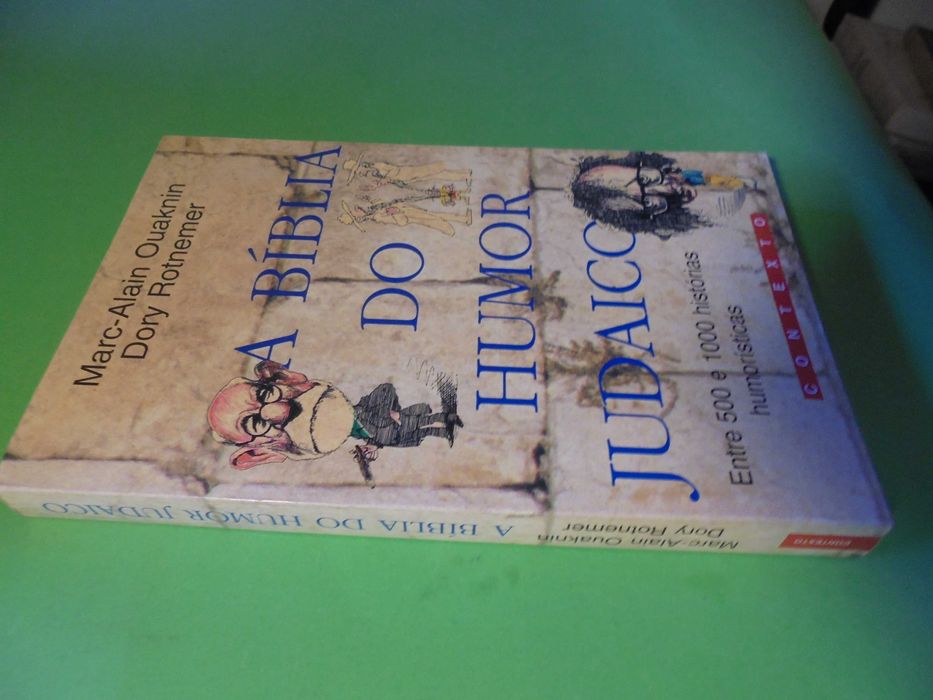 Marc-Alain Ouaknin
Dory Rotnemer
A BÍBLIA
DO
HUMOR
JUDAICO
Entre 500 e 1000 histórias
humorísticas
CONTEXTO
A BÍBLIA DO HUMOR JUDAICO
Marc-Alain Ouaknin
Dory Rotnemer
CONTEXTO